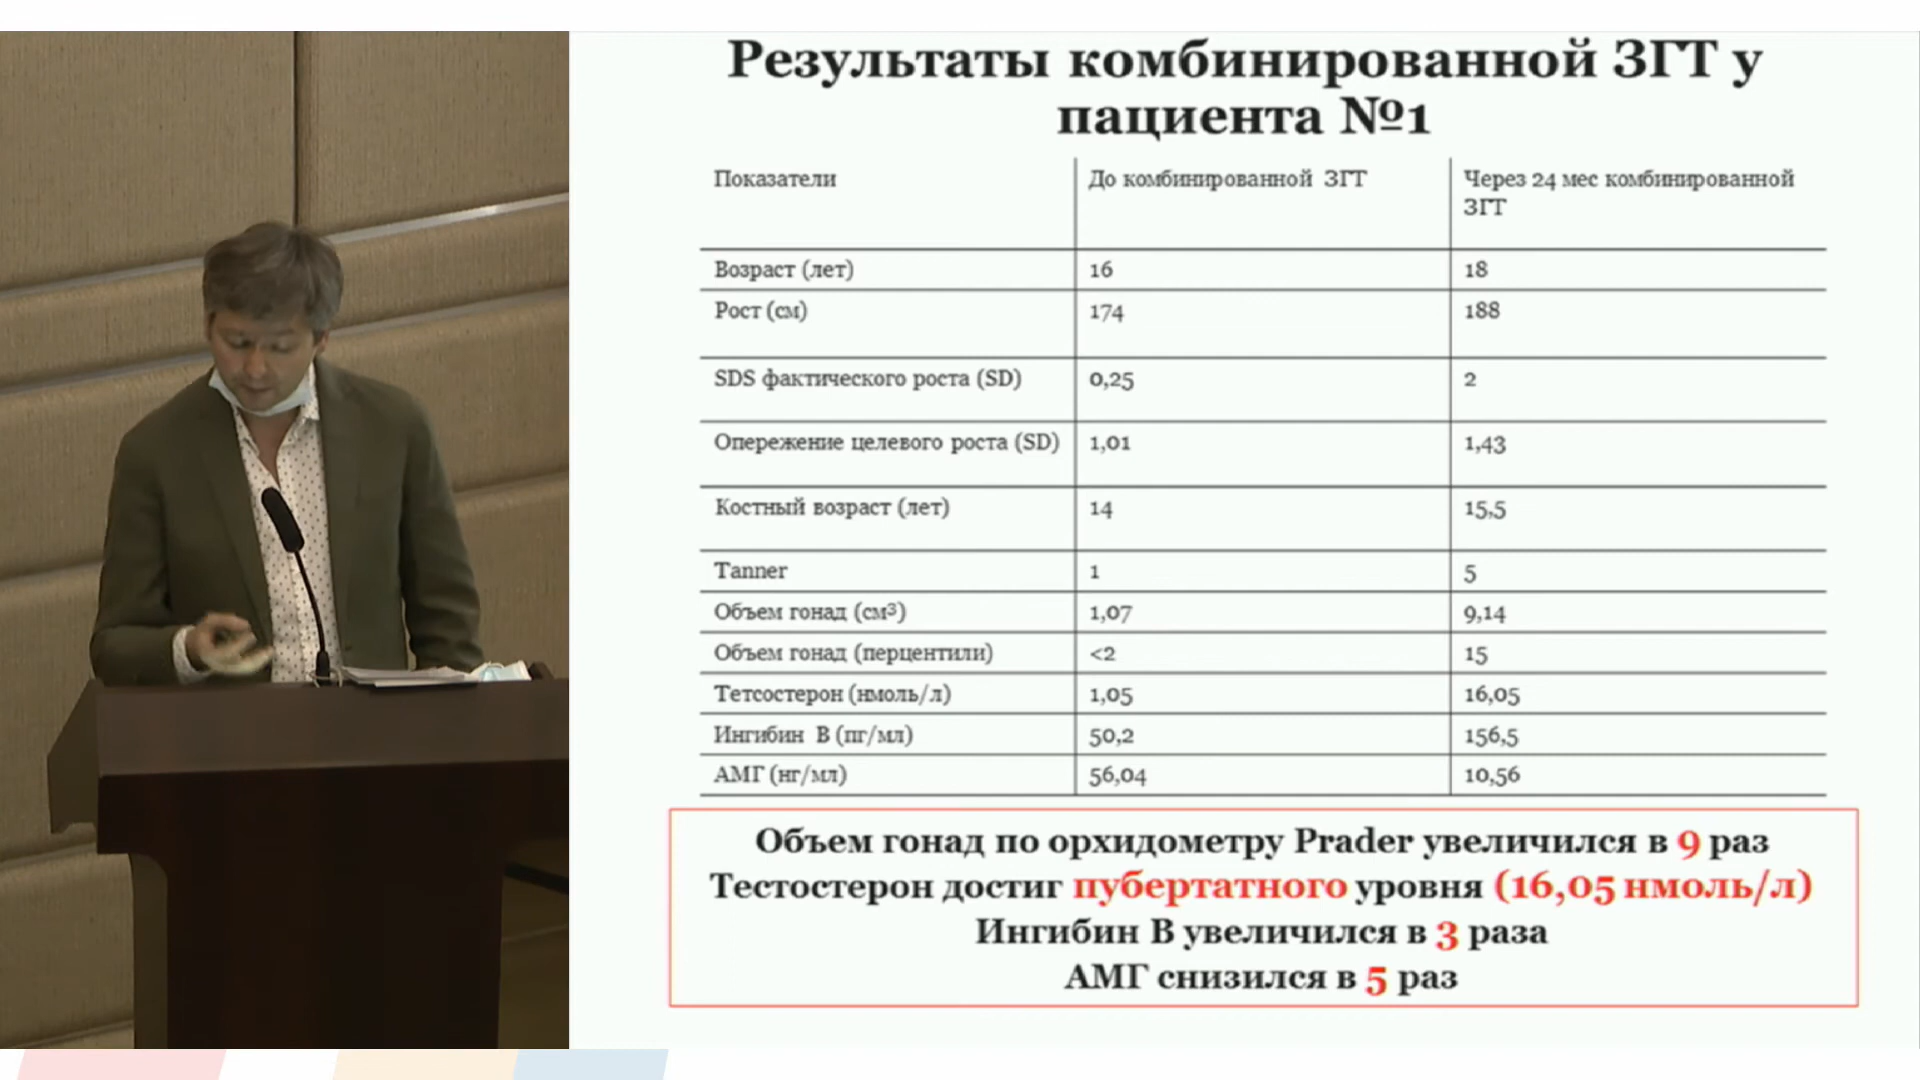 Результаты комбинированной ЗГТ у
пациента №1
Показатели
До комбинированной ЗГТ
Через 24 мес комбинированной
ЗГТ
Возраст (лет) 16 18
Рост (см) 174 188
SDS фактического роста (SD) 0,25 2
Опережение целевого роста (SD) 1,01 1,43
Костный возраст (лет) 14 15,5
Tanner 1 5
Объем гонад (см³) 1,07 9,14
Объем гонад (перцентили) <2 15
Тетсостерон (нмоль/л) 1,05 16,05
Ингибин В (пг/мл) 50,2 156,5
АМГ (нг/мл) 56,04 10,56
Объем гонад по орхидометру Prader увеличился в 9 раз
Тестостерон достиг пубертатного уровня (16,05 нмоль/л)
Ингибин В увеличился в 3 раза
АМГ снизился в 5 раз